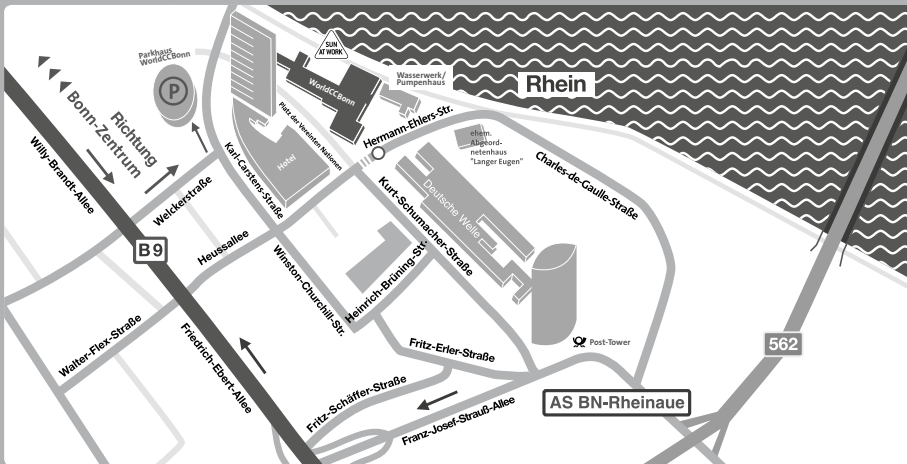 Parkhaus
WorldCCBonn
P
SUN
AT WORK
WorldCCBonn
Wasserwerk/
Pumpenhaus
Rhein
Richtung
Bonn-Zentrum
Willy-Brandt-Allee
Welckerstraße
Karl-Carstens-Straße
Hotel
Platz der Vereinten Nationen
Hermann-Ehlers-Str.
ehem.
Abgeord-
netenhaus
"Langer Eugen"
Charles-de-Gaulle-Straße
Deutsche Welle
Kurt-Schumacher-Straße
B9
Heussallee
Winston-Churchill-Str.
Heinrich-Brüning-Str.
Walter-Flex-Straße
Friedrich-Ebert-Allee
Fritz-Erler-Straße
Post-Tower
562
Fritz-Schäffer-Straße
Franz-Josef-Strauß-Allee
AS BN-Rheinaue